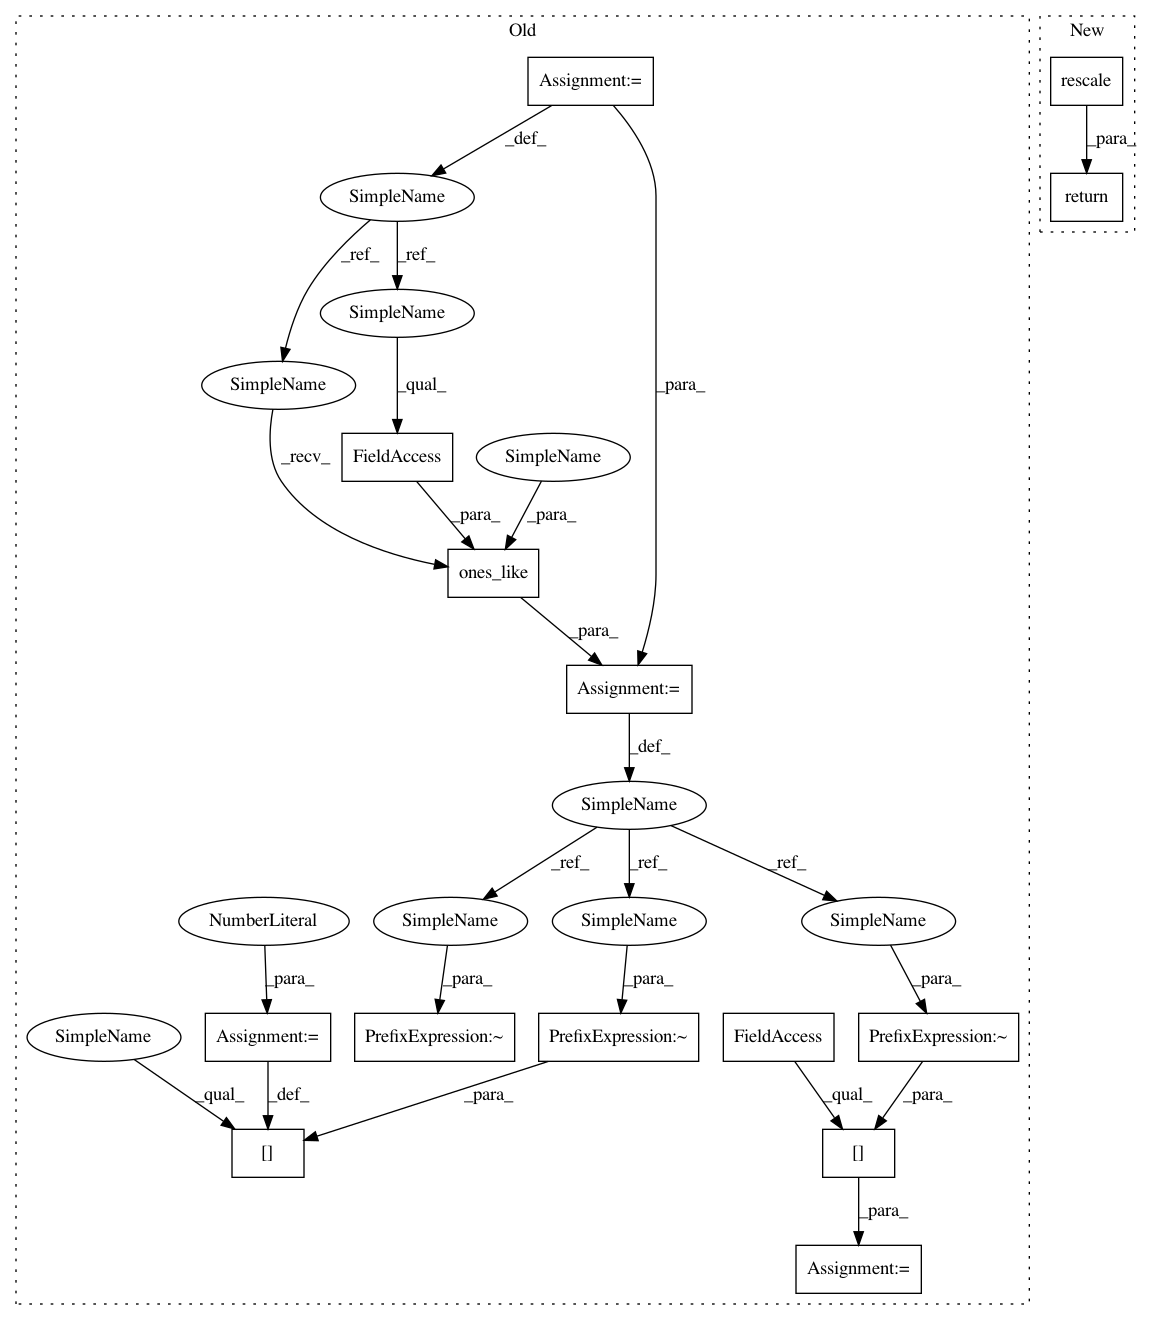 Old
New
Assignment:=
rescale
_def_
_para_
SimpleName
return
_ref_
_ref_
SimpleName
SimpleName
_qual_
_para_
_recv_
FieldAccess
SimpleName
_para_
_para_
ones_like
_para_
Assignment:=
_def_
SimpleName
_ref_
_ref_
_ref_
NumberLiteral
SimpleName
SimpleName
SimpleName
_para_
_para_
_para_
_para_
SimpleName
Assignment:=
PrefixExpression:~
PrefixExpression:~
FieldAccess
PrefixExpression:~
_qual_
_def_
_para_
_qual_
_para_
[]
[]
_para_
Assignment:=